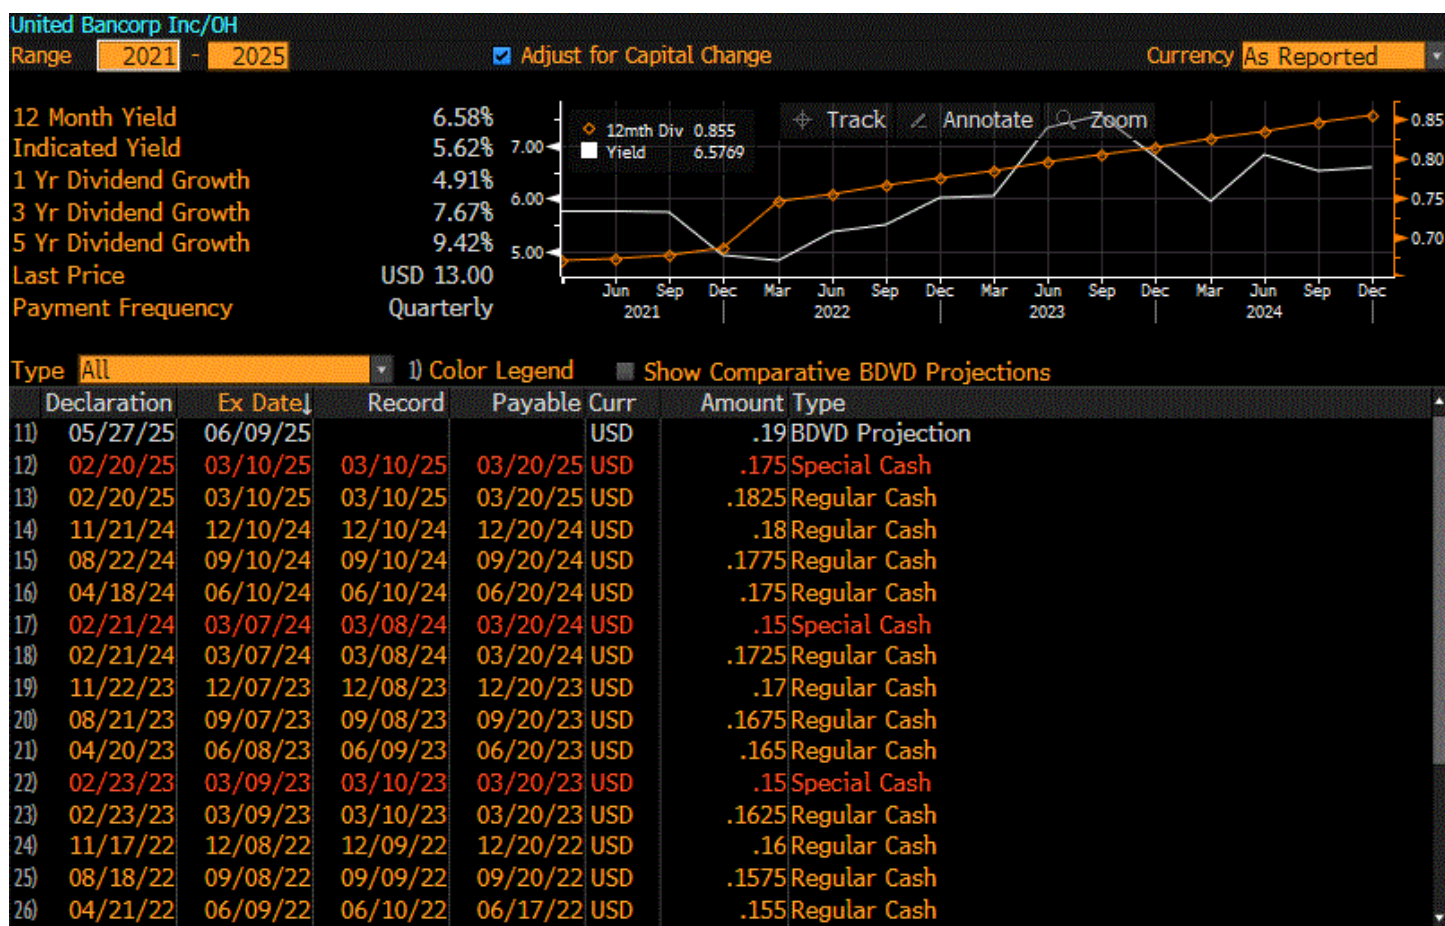 United Bancorp Inc/OH
Range 2021 - 2025 Adjust for Capital Change Currency As Reported
12 Month Yield 6.58%
Indicated Yield 5.62%
1 Yr Dividend Growth 4.91%
3 Yr Dividend Growth 7.67%
5 Yr Dividend Growth 9.42%
Last Price USD 13.00
Payment Frequency Quarterly
Track Annotate Zoom
12mth Div 0.855
Yield 6.5769
7.00
6.00
5.00
0.85
0.80
0.75
0.70
Jun Sep Dec Mar Jun Sep Dec Mar Jun Sep Dec Mar Jun Sep Dec
2021 2022 2023 2024
Type All 1) Color Legend Show Comparative BDVD Projections
Declaration Ex Date↓ Record Payable Curr Amount Type
11) 05/27/25 06/09/25 USD .19 BDVD Projection
12) 02/20/25 03/10/25 03/10/25 03/20/25 USD .175 Special Cash
13) 02/20/25 03/10/25 03/10/25 03/20/25 USD .1825 Regular Cash
14) 11/21/24 12/10/24 12/10/24 12/20/24 USD .18 Regular Cash
15) 08/22/24 09/10/24 09/10/24 09/20/24 USD .1775 Regular Cash
16) 04/18/24 06/10/24 06/10/24 06/20/24 USD .175 Regular Cash
17) 02/21/24 03/07/24 03/08/24 03/20/24 USD .15 Special Cash
18) 02/21/24 03/07/24 03/08/24 03/20/24 USD .1725 Regular Cash
19) 11/22/23 12/07/23 12/08/23 12/20/23 USD .17 Regular Cash
20) 08/21/23 09/07/23 09/08/23 09/20/23 USD .1675 Regular Cash
21) 04/20/23 06/08/23 06/09/23 06/20/23 USD .165 Regular Cash
22) 02/23/23 03/09/23 03/10/23 03/20/23 USD .15 Special Cash
23) 02/23/23 03/09/23 03/10/23 03/20/23 USD .1625 Regular Cash
24) 11/17/22 12/08/22 12/09/22 12/20/22 USD .16 Regular Cash
25) 08/18/22 09/08/22 09/09/22 09/20/22 USD .1575 Regular Cash
26) 04/21/22 06/09/22 06/10/22 06/17/22 USD .155 Regular Cash